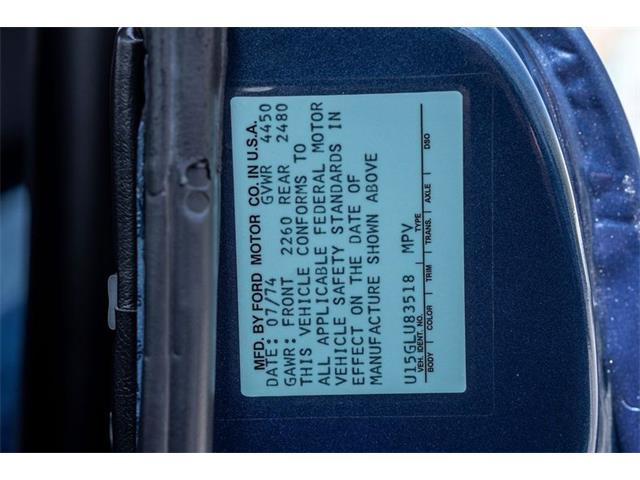 MFD. BY FORD MOTOR CO. IN U.S.A.
DATE: 07/74 GVWR 4450
GAWR: FRONT 2260 REAR 2480
THIS VEHICLE CONFORMS TO
ALL APPLICABLE FEDERAL MOTOR
VEHICLE SAFETY STANDARDS IN
EFFECT ON THE DATE OF
MANUFACTURE SHOWN ABOVE
U15GLU83518 MPV
VEH. IDENT. NO. TYPE
BODY COLOR TRIM TRANS. AXLE DSO